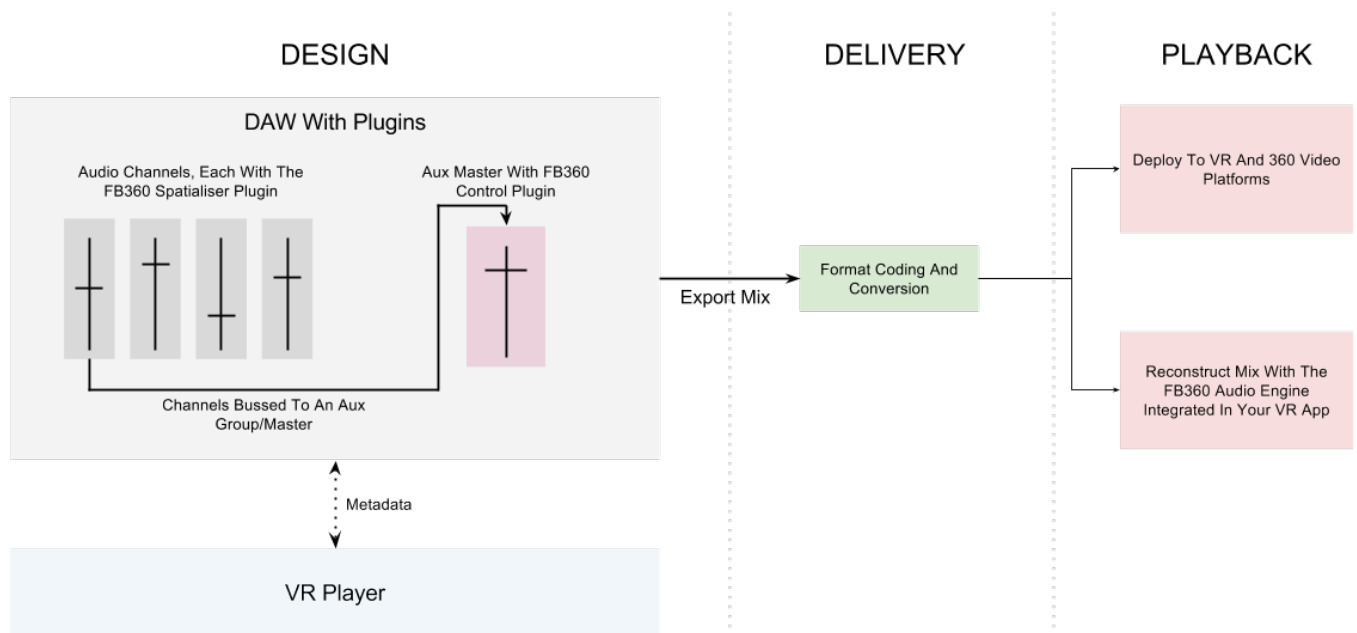 DESIGN
DELIVERY
PLAYBACK
DAW With Plugins
Audio Channels, Each With The
FB360 Spatialiser Plugin
Aux Master With FB360
Control Plugin
Channels Bussed To An Aux
Group/Master
Metadata
VR Player
Export Mix
Format Coding And
Conversion
Deploy To VR And 360 Video
Platforms
Reconstruct Mix With The
FB360 Audio Engine
Integrated In Your VR App